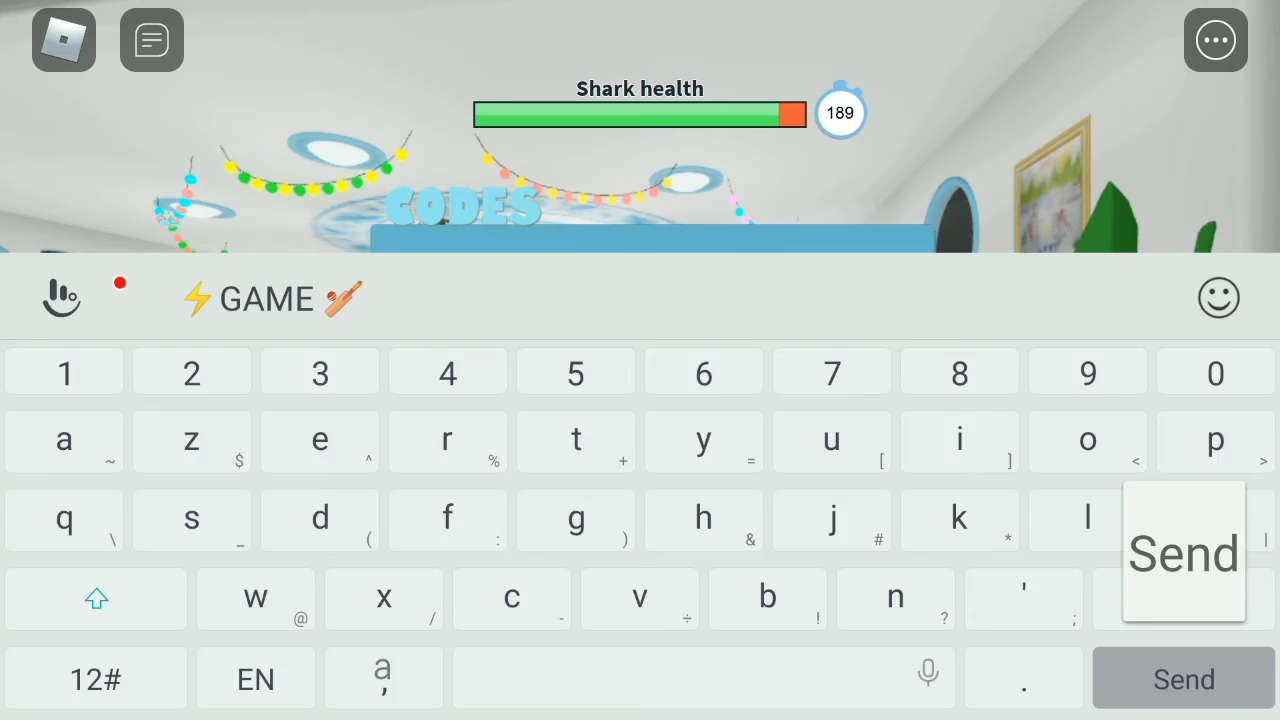 Shark health
189
CODES
⚡ GAME 🏏
1 2 3 4 5 6 7 8 9 0
a ~ z $ e ^ r % t + y = u [ i ] o < p >
q \ s _ d ( f : g ) h & j # k * l |
Send
w @ x / c - v ÷ b ! n ? ' ;
12# EN a , . Send